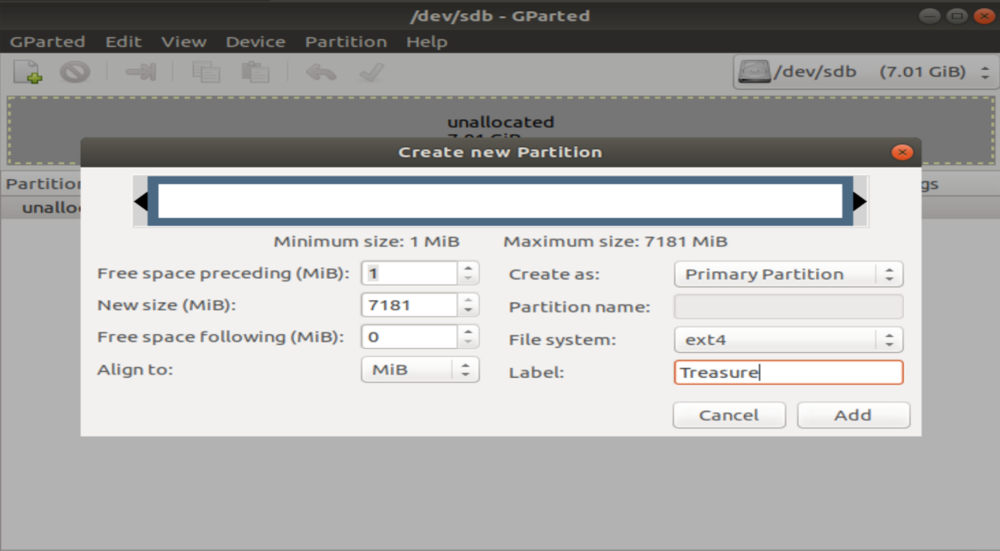 /dev/sdb - GParted
GParted Edit View Device Partition Help
/dev/sdb (7.01 GiB)
unallocated
7.01 GiB
Create new Partition
Minimum size: 1 MiB Maximum size: 7181 MiB
Free space preceding (MiB): 1 Create as: Primary Partition
New size (MiB): 7181 Partition name:
Free space following (MiB): 0 File system: ext4
Align to: MiB Label: Treasure
Cancel Add